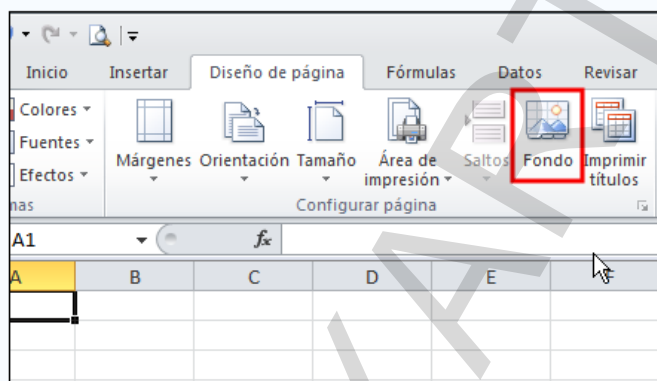 Inicio Insertar Diseño de página Fórmulas Datos Revisar
Colores
Fuentes
Efectos
Márgenes Orientación Tamaño Área de impresión Saltos Fondo Imprimir títulos
Configurar página
A1 fx
A B C D E F